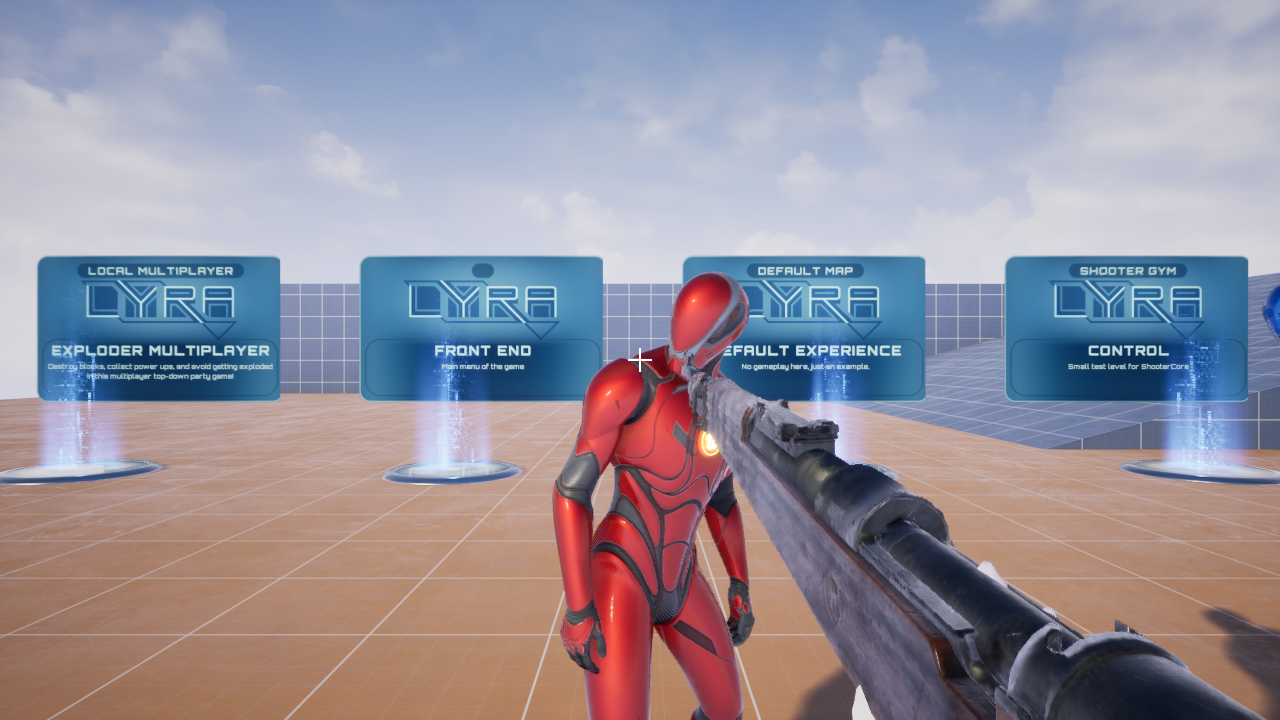 LOCAL MULTIPLAYER
LYRA
EXPLODER MULTIPLAYER
Destroy blocks, collect power ups, and avoid getting exploded
in this multiplayer top-down party game!
LYRA
FRONT END
Main menu of the game
DEFAULT MAP
LYRA
EFAULT EXPERIENCE
No gameplay here, just an example.
SHOOTER GYM
LYRA
CONTROL
Small test level for ShooterCore